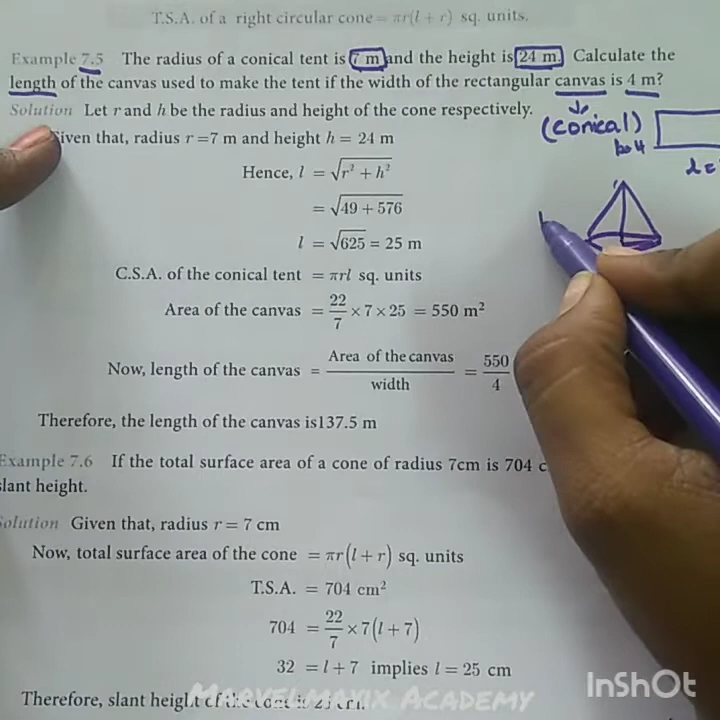 T.S.A. of a right circular cone = πr(l + r) sq. units.
Example 7.5 The radius of a conical tent is 7 m and the height is 24 m. Calculate the
length of the canvas used to make the tent if the width of the rectangular canvas is 4 m?
Solution Let r and h be the radius and height of the cone respectively.
(conical)
Given that, radius r =7 m and height h = 24 m
b=4
Hence, l = √(r² + h²)
l=
= √(49 + 576)
l = √625 = 25 m
C.S.A. of the conical tent = πrl sq. units
Area of the canvas = 22/7 × 7 × 25 = 550 m²
Now, length of the canvas = Area of the canvas/width = 550/4
Therefore, the length of the canvas is137.5 m
Example 7.6 If the total surface area of a cone of radius 7cm is 704 c
slant height.
Solution Given that, radius r = 7 cm
Now, total surface area of the cone = πr(l + r) sq. units
T.S.A. = 704 cm²
704 = 22/7 × 7(l + 7)
32 = l + 7 implies l = 25 cm
Therefore, slant height of the cone is 25 cm.
Marvelmayix Academy
InShOt